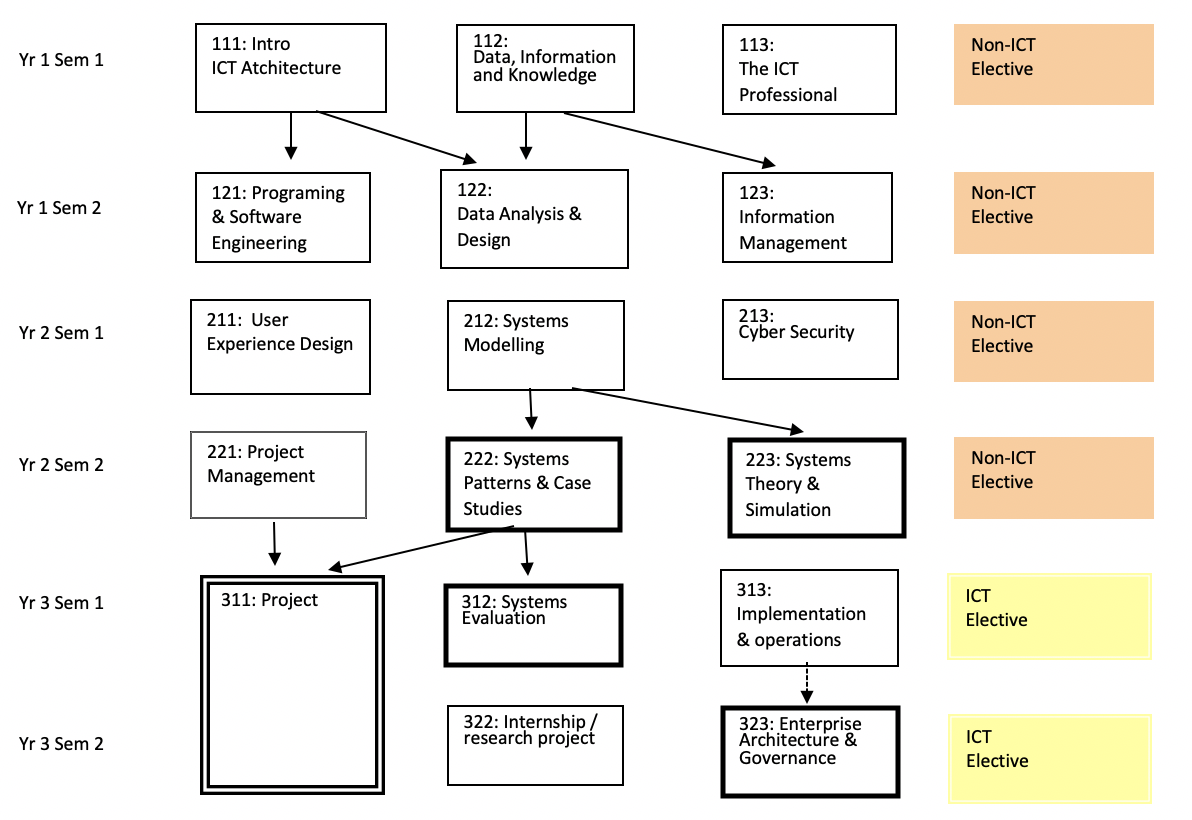 Yr 1 Sem 1
111: Intro
ICT Atchitecture
112:
Data, Information
and Knowledge
113:
The ICT
Professional
Non-ICT
Elective
Yr 1 Sem 2
121: Programing
& Software
Engineering
122:
Data Analysis &
Design
123:
Information
Management
Non-ICT
Elective
Yr 2 Sem 1
211:  User
Experience Design
212: Systems
Modelling
213:
Cyber Security
Non-ICT
Elective
Yr 2 Sem 2
221: Project
Management
222: Systems
Patterns & Case
Studies
223: Systems
Theory &
Simulation
Non-ICT
Elective
Yr 3 Sem 1
311: Project
312: Systems
Evaluation
313:
Implementation
& operations
ICT
Elective
Yr 3 Sem 2
322: Internship /
research project
323: Enterprise
Architecture &
Governance
ICT
Elective